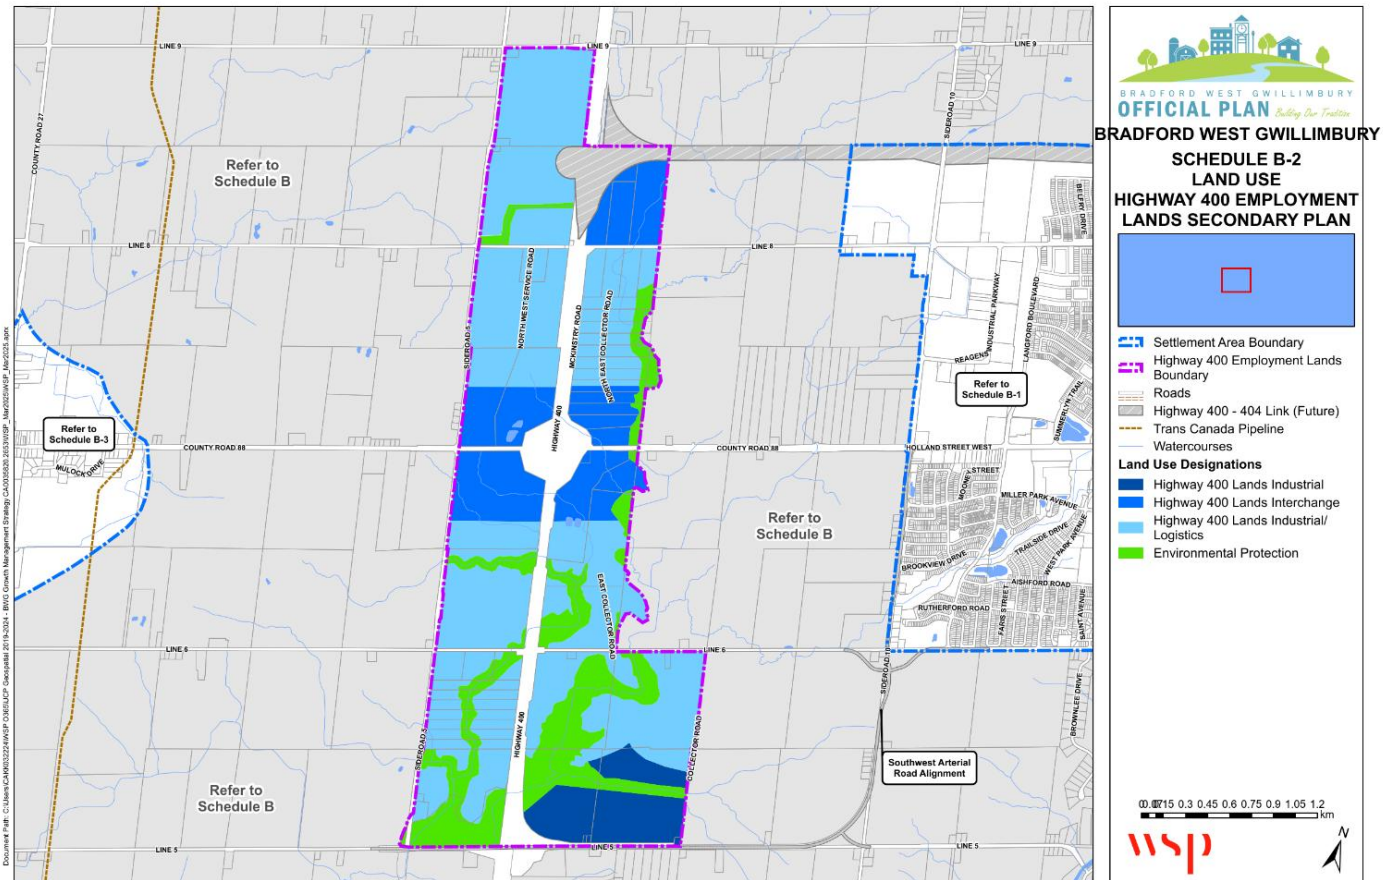 LINE 9
LINE 9
LINE 9
COUNTY ROAD 27
SIDEROAD 10
Refer to
Schedule B
BELFRY DRIVE
LINE 8
LINE 8
NORTH WEST SERVICE ROAD
MCKINSTRY ROAD
NORTH EAST COLLECTOR ROAD
SIDEROAD 5
REAGENS INDUSTRIAL PARKWAY
LANGFORD BOULEVARD
SUMMERLYN TRAIL
Refer to
Schedule B-1
Refer to
Schedule B-3
MULOCK DRIVE
COUNTY ROAD 88
HIGHWAY 400
COUNTY ROAD 88
HOLLAND STREET WEST
MOONEY STREET
MILLER PARK AVENUE
Refer to
Schedule B
TRAILSIDE DRIVE
WEST PARK AVENUE
BROOKVIEW DRIVE
AISHFORD ROAD
RUTHERFORD ROAD
FARIS STREET
SAINT AVENUE
EAST COLLECTOR ROAD
LINE 6
LINE 6
SIDEROAD 10
BROWNLEE DRIVE
SIDEROAD 5
HIGHWAY 400
COLLECTOR ROAD
Southwest Arterial
Road Alignment
Refer to
Schedule B
LINE 5
LINE 5
LINE 5
BRADFORD WEST GWILLIMBURY
OFFICIAL PLAN Building Our Tradition
BRADFORD WEST GWILLIMBURY
SCHEDULE B-2
LAND USE
HIGHWAY 400 EMPLOYMENT
LANDS SECONDARY PLAN
Settlement Area Boundary
Highway 400 Employment Lands
Boundary
Roads
Highway 400 - 404 Link (Future)
Trans Canada Pipeline
Watercourses
Land Use Designations
Highway 400 Lands Industrial
Highway 400 Lands Interchange
Highway 400 Lands Industrial/
Logistics
Environmental Protection
0.3 0.45 0.6 0.75 0.9 1.05 1.2
km
wsp
N